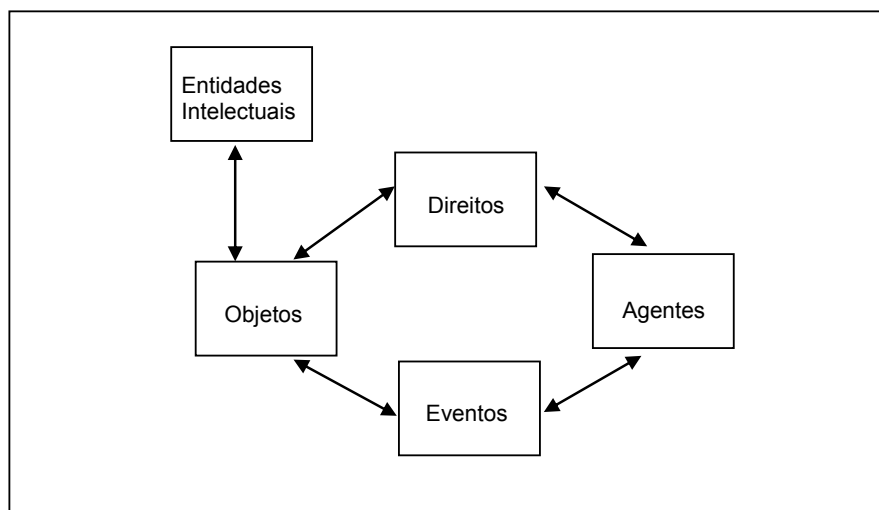 Entidades
Intelectuais
Direitos
Objetos
Agentes
Eventos